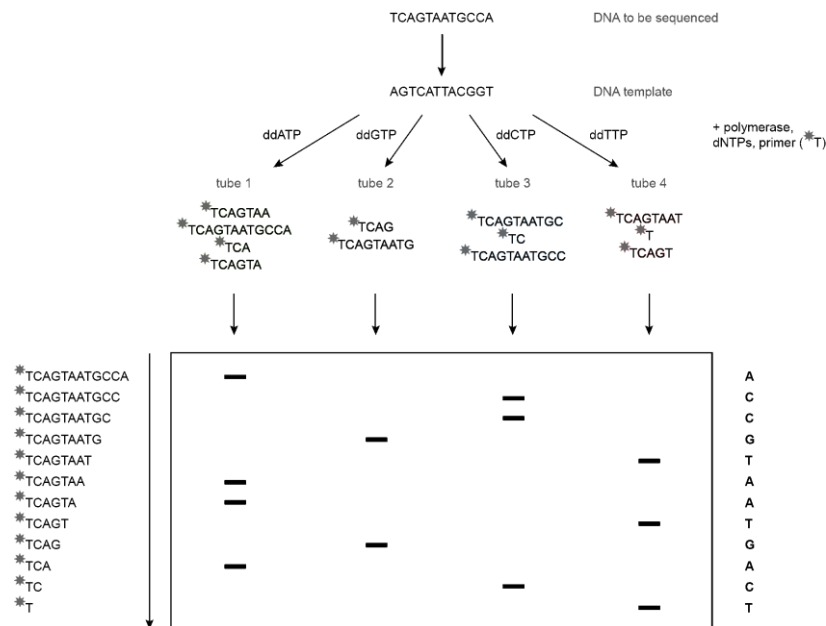 TCAGTAATGCCA DNA to be sequenced
AGTCATTACGGT DNA template
ddATP ddGTP ddCTP ddTTP
+ polymerase,
dNTPs, primer (*T)
tube 1 tube 2 tube 3 tube 4
*TCAGTAA
*TCAGTAATGCCA
*TCA
*TCAGTA
*TCAG
*TCAGTAATG
*TCAGTAATGC
*TC
*TCAGTAATGCC
*TCAGTAAT
*T
*TCAGT
*TCAGTAATGCCA A
*TCAGTAATGCC C
*TCAGTAATGC C
*TCAGTAATG G
*TCAGTAAT T
*TCAGTAA A
*TCAGTA A
*TCAGT T
*TCAG G
*TCA A
*TC C
*T T